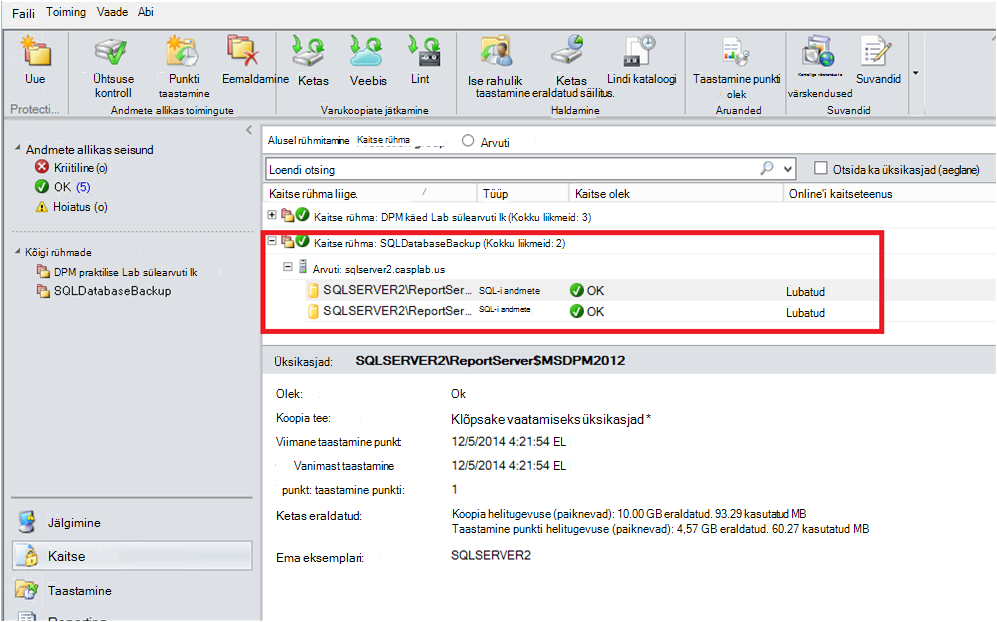 Faili Toiming Vaade Abi
Uue
Ühtsuse kontroll
Punkti taastamine
Eemaldamine
Ketas
Veebis
Lint
Ise rahulik
Ketas
taastamine eraldatud säilitus.
Lindi kataloogi
Taastamine punkti olek
värskendused
Suvandid
Protecti...
Andmete allikas toimingute
Varukoopiate jätkamine
Haldamine
Aruanded
Suvandid
Andmete allikas seisund
Kriitiline (o)
OK (5)
Hoiatus (o)
Kõigi rühmade
DPM praktilise Lab sülearvuti lk
SQLDatabaseBackup
Jälgimine
Kaitse
Taastamine
Reporting
Alusel rühmitamine Kaitse rühma Arvuti
Loendi otsing
Otsida ka üksikasjad (aeglane)
Kaitse rühma liige. / Tüüp Kaitse olek Online'i kaitseteenus
Kaitse rühma: DPM käed Lab sülearvuti lk (Kokku liikmeid: 3)
Kaitse rühma: SQLDatabaseBackup (Kokku liikmeid: 2)
Arvuti: sqlserver2.casplab.us
SQLSERVER2\ReportSer... SQL-i andmete OK Lubatud
SQLSERVER2\ReportSer... SQL-i andmete OK Lubatud
Üksikasjad: SQLSERVER2\ReportServer$MSDPM2012
Olek: Ok
Koopia tee: Klõpsake vaatamiseks üksikasjad *
Viimane taastamine punkt 12/5/2014 4:21:54 EL
Vanimast taastamine 12/5/2014 4:21:54 EL
punkt: taastamine punkti: 1
Ketas eraldatud: Koopia helitugevuse (paiknevad): 10.00 GB eraldatud. 93.29 kasutatud MB
Taastamine punkti helitugevuse (paiknevad): 4,57 GB eraldatud. 60.27 kasutatud MB
Ema eksemplari: SQLSERVER2